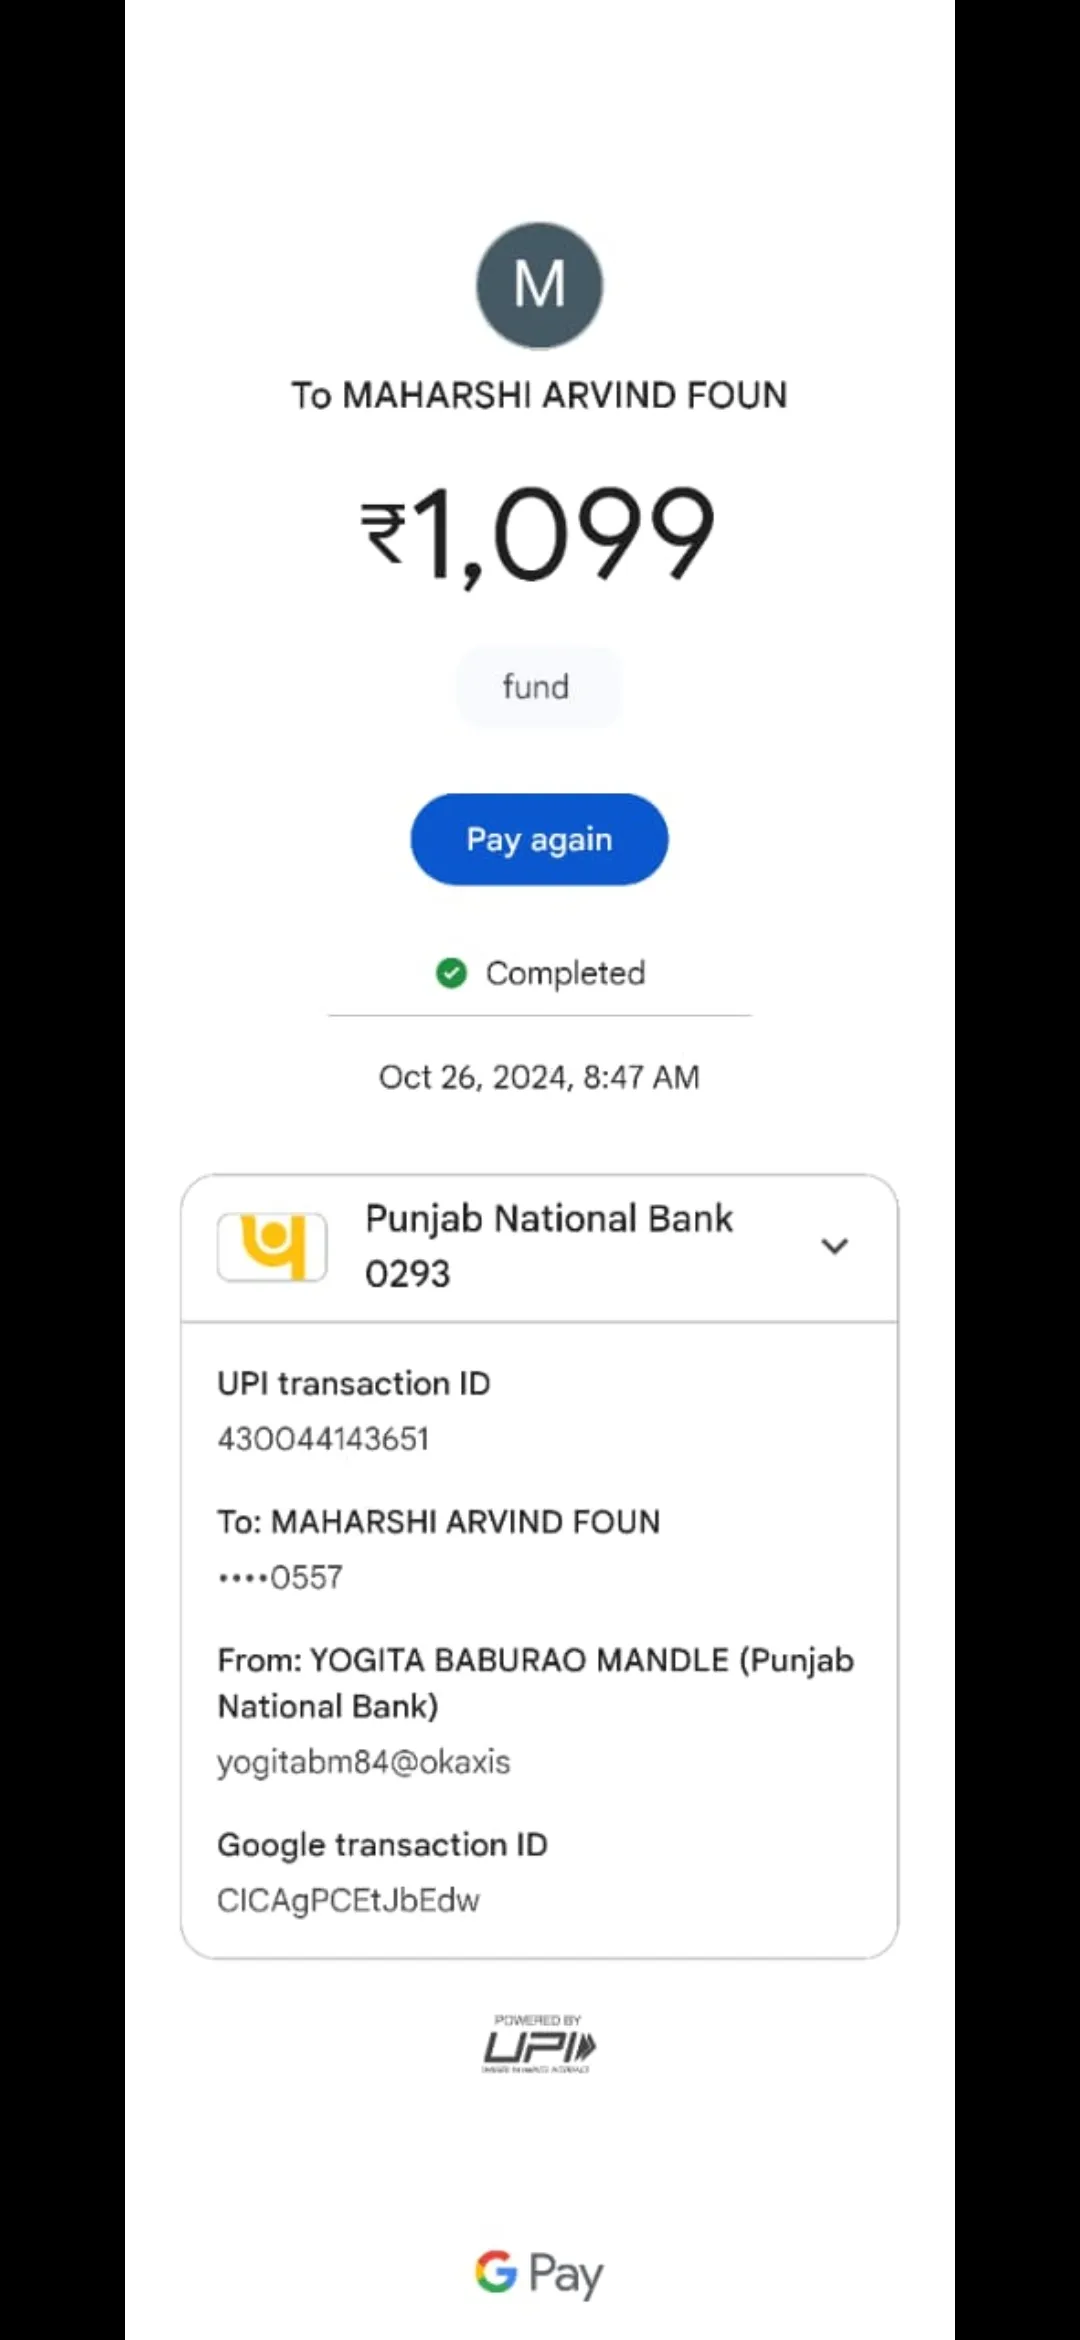 M
To MAHARSHI ARVIND FOUN
₹1,099
fund
Pay again
Completed
Oct 26, 2024, 8:47 AM
Punjab National Bank
0293
UPI transaction ID
430044143651
To: MAHARSHI ARVIND FOUN
••••0557
From: YOGITA BABURAO MANDLE (Punjab
National Bank)
yogitabm84@okaxis
Google transaction ID
CICAgPCEtJbEdw
POWERED BY
UPI
G Pay